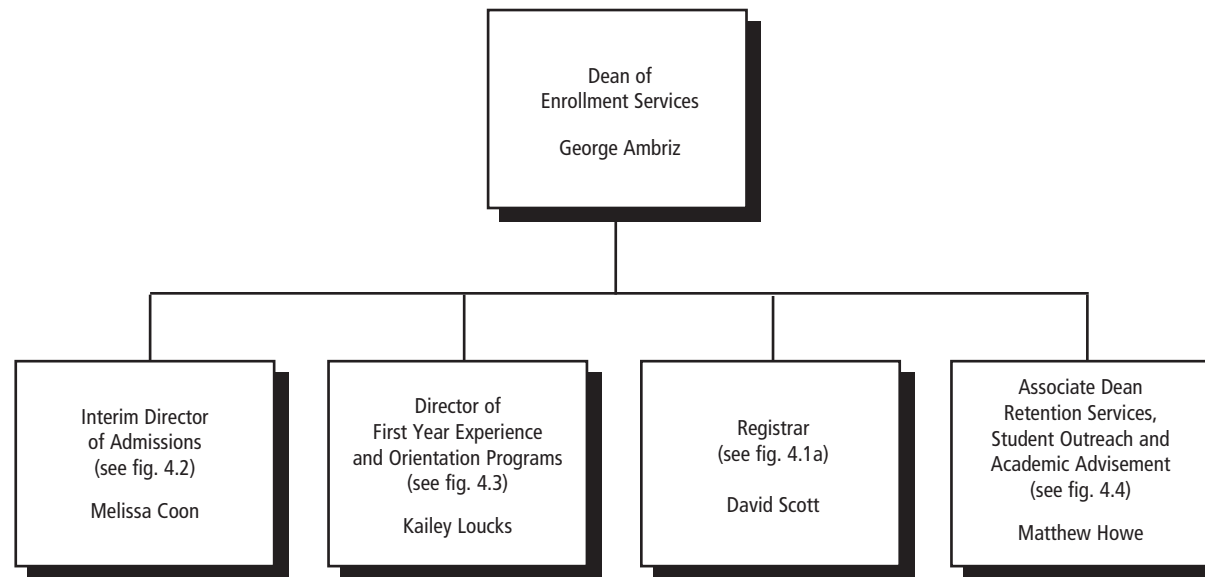 Dean of
Enrollment Services
George Ambriz
Interim Director
of Admissions
(see fig. 4.2)
Melissa Coon
Director of
First Year Experience
and Orientation Programs
(see fig. 4.3)
Kailey Loucks
Registrar
(see fig. 4.1a)
David Scott
Associate Dean
Retention Services,
Student Outreach and
Academic Advisement
(see fig. 4.4)
Matthew Howe